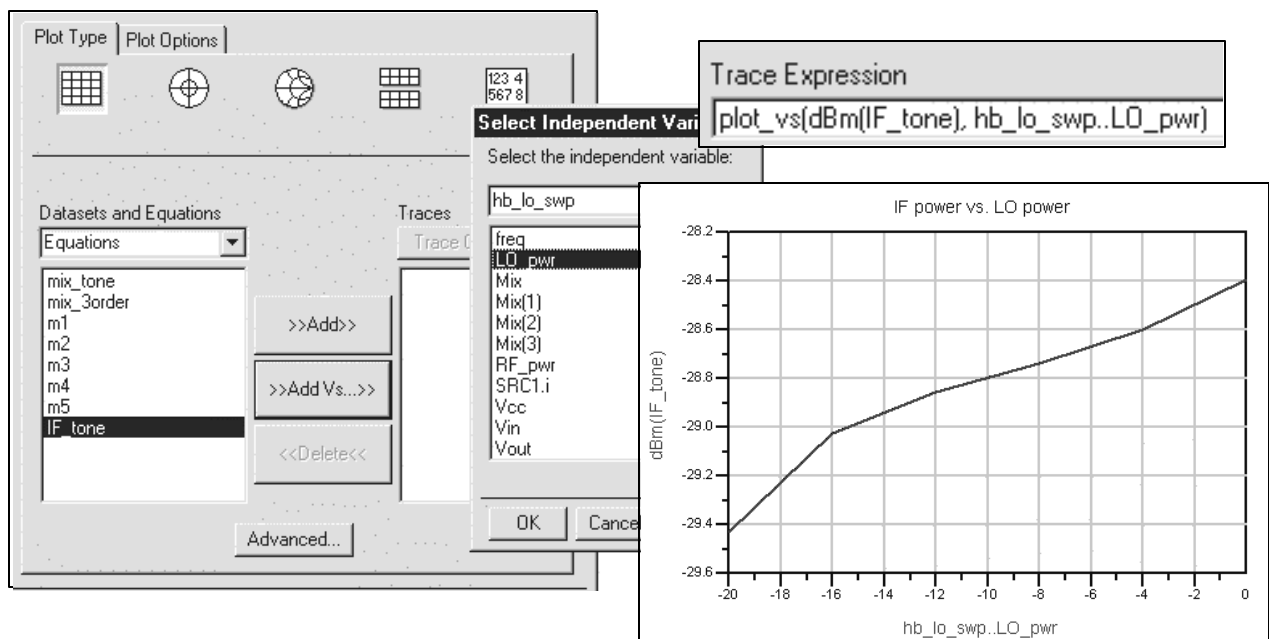 Plot Type
Plot Options
123 4
567 8
Datasets and Equations
Equations
mix_tone
mix_3order
m1
m2
m3
m4
m5
IF_tone
>>Add>>
>>Add Vs...>>
<<Delete<<
Advanced...
Traces
Trace
Select Independent Vari
Select the independent variable:
hb_lo_swp
freq
LO_pwr
Mix
Mix(1)
Mix(2)
Mix(3)
RF_pwr
SRC1.i
Vcc
Vin
Vout
OK
Cance
Trace Expression
plot_vs(dBm(IF_tone), hb_lo_swp..LO_pwr)
IF power vs. LO power
dBm(IF_tone)
-28.2
-28.4
-28.6
-28.8
-29.0
-29.2
-29.4
-29.6
-20 -18 -16 -14 -12 -10 -8 -6 -4 -2 0
hb_lo_swp..LO_pwr